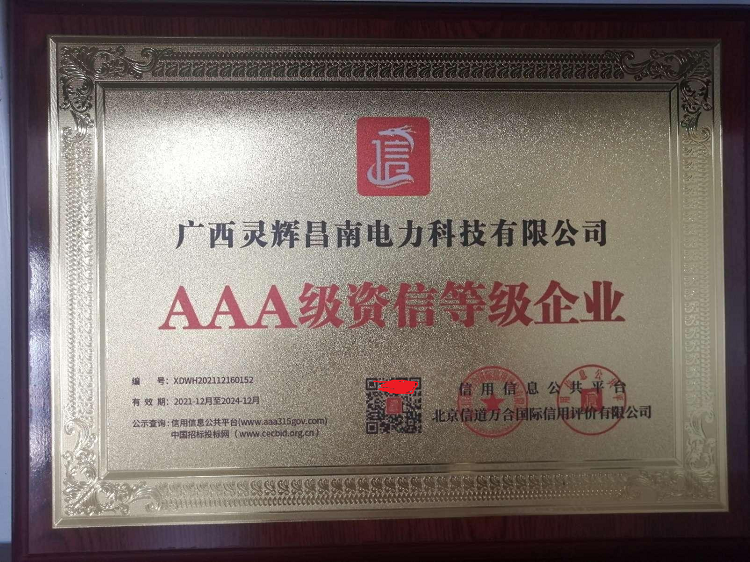 信
广西灵辉昌南电力科技有限公司
AAA级资信等级企业
编 号：XDWH202112160152
有 效 期：2021-12月至2024-12月
公示查询：信用信息公共平台(www.aaa315gov.com)
中国招标投标网（www.cecbid.org.cn）
信用信息公共平台
北京信道万合国际信用评价有限公司